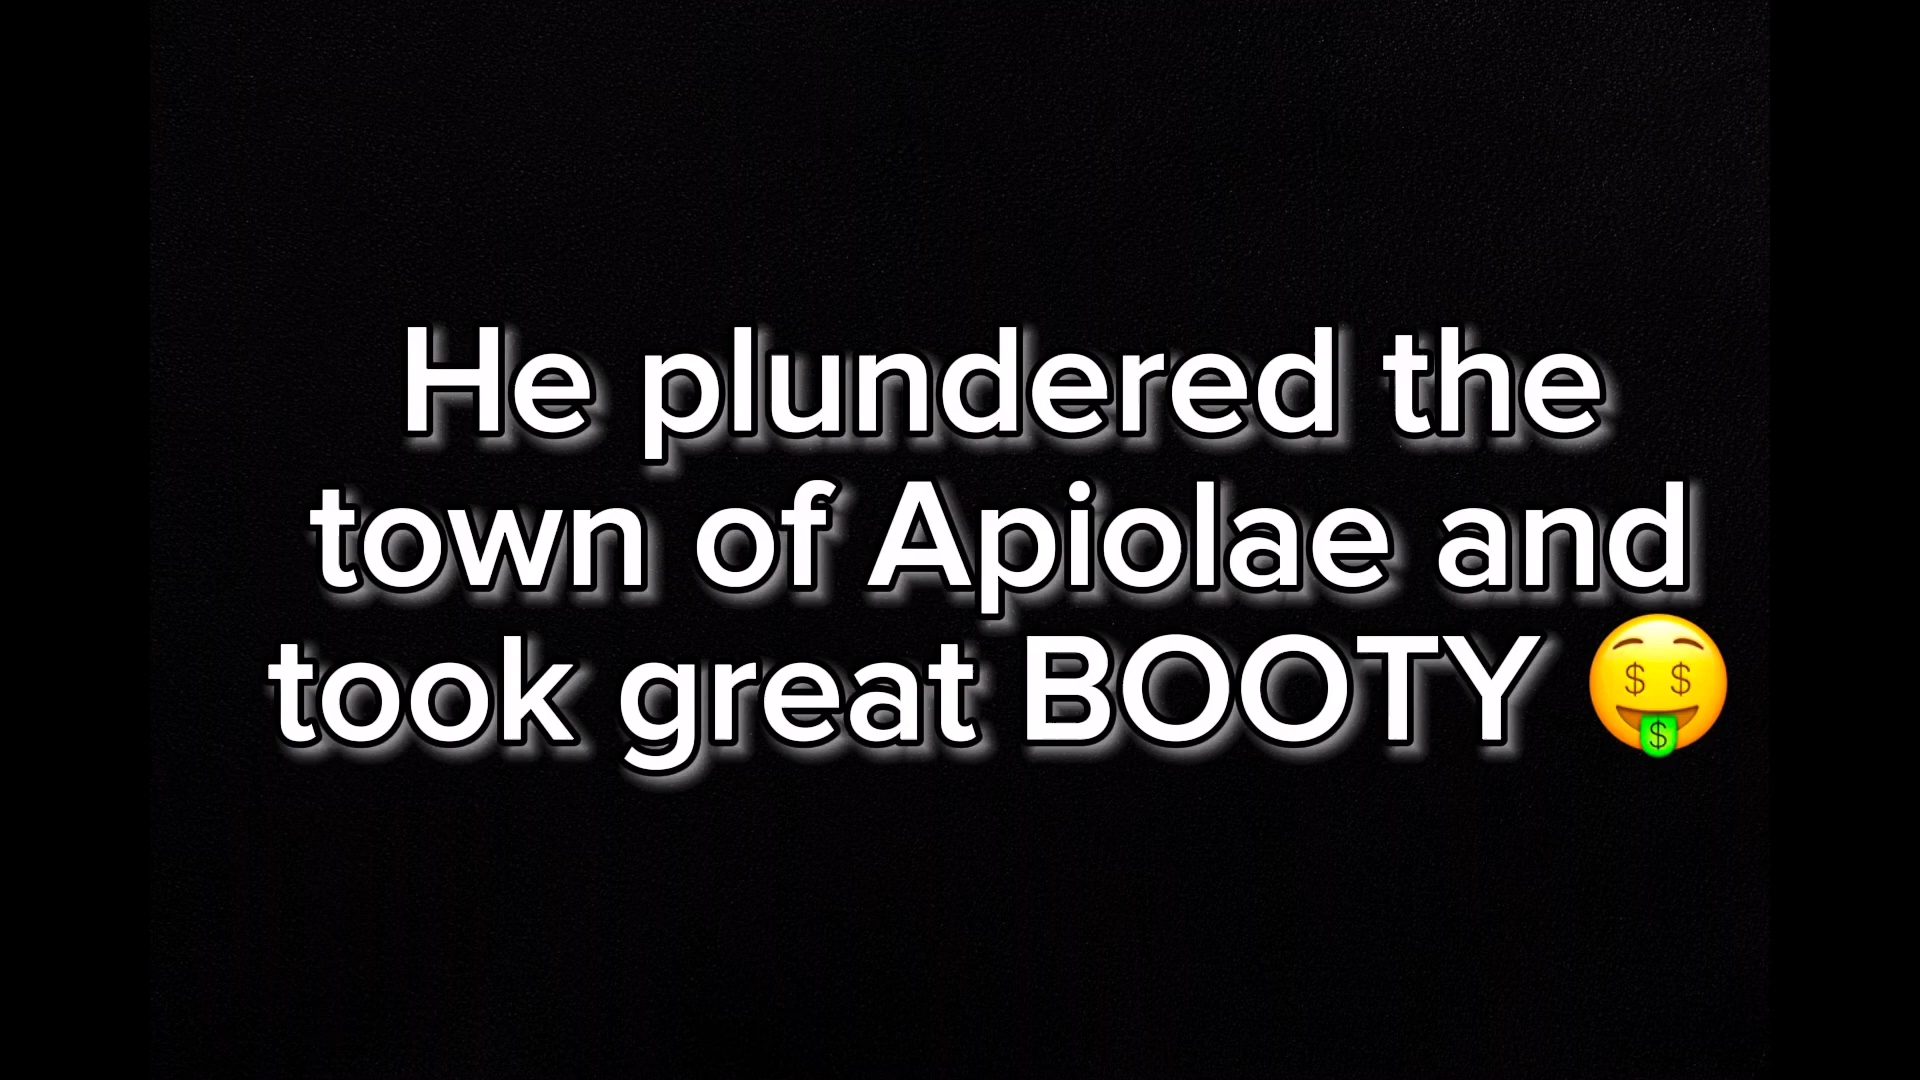 He plundered the
town of Apiolae and
took great BOOTY 🤑